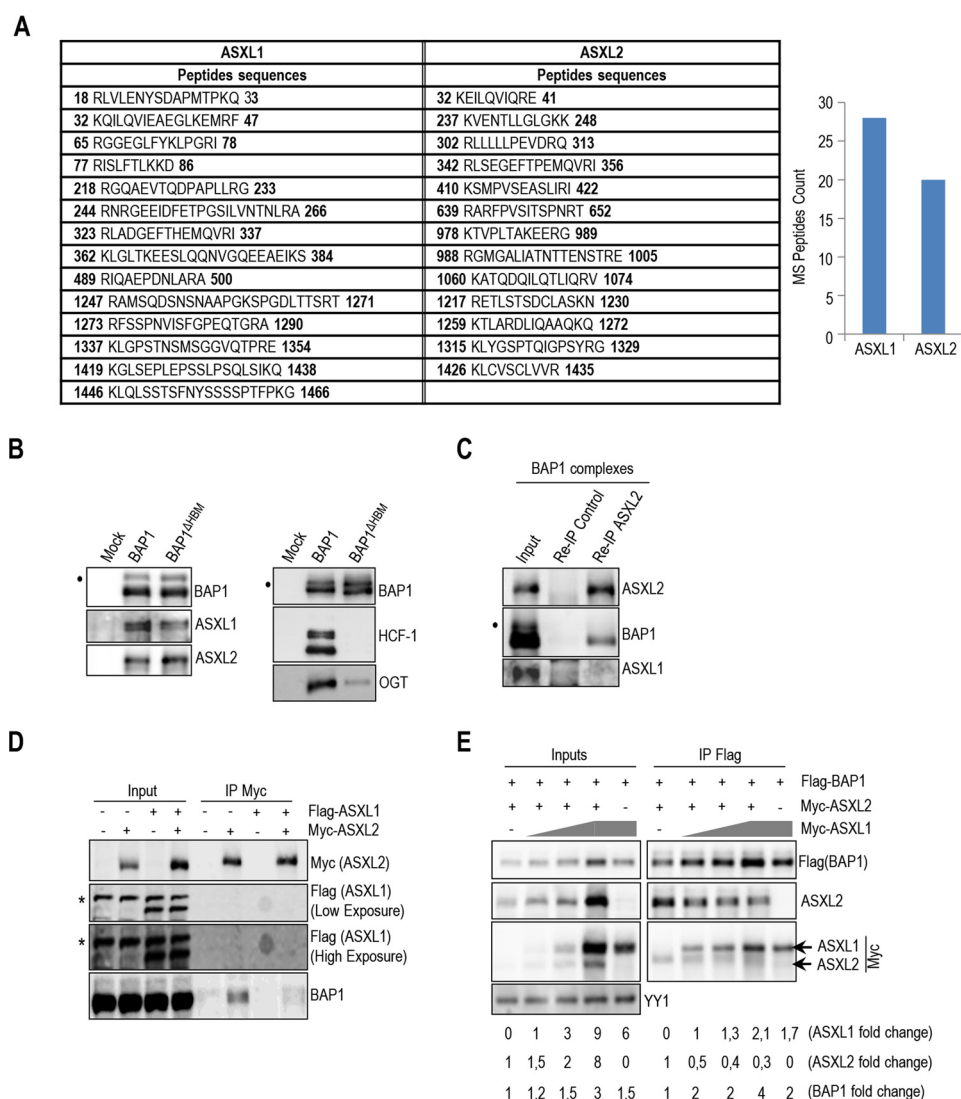 A
ASXL1 ASXL2
Peptides sequences Peptides sequences
18 RLVLENYSDAPMTPKQ 33 32 KEILQVIQRE 41
32 KQILQVIEAEGLKEMRF 47 237 KVENTLLGLGKK 248
65 RGGEGLFYKLPGRI 78 302 RLLLLLPEVDRQ 313
77 RISLFTLKKD 86 342 RLSEGEFTPEMQVRI 356
218 RGQAEVTQDPAPLLRG 233 410 KSMPVSEASLIRI 422
244 RNRGEEIDFETPGSILVNTNLRA 266 639 RARFPVSITSPNRT 652
323 RLADGEFTHEMQVRI 337 978 KTVPLTAKEERG 989
362 KLGLTKEESLQQNVGQEEAEIKS 384 988 RGMGALIATNTTENSTRE 1005
489 RIQAEPDNLARA 500 1060 KATQDQILQTLIQRV 1074
1247 RAMSQDSNSNAAPGKSPGDLTTSRT 1271 1217 RETLSTSDCLASKN 1230
1273 RFSSPNVISFGPEQTGRA 1290 1259 KTLARDLIQAAQKQ 1272
1337 KLGPSTNSMSGGVQTPRE 1354 1315 KLYGSPTQIGPSYRG 1329
1419 KGLSEPLEPSSLPSQLSIKQ 1438 1426 KLCVSCLVVR 1435
1446 KLQLSSTSFNYSSSSPTFPKG 1466
MS Peptides Count
30
25
20
15
10
5
0
ASXL1 ASXL2
B
Mock BAP1 BAP1ΔHBM
BAP1
ASXL1
ASXL2
Mock BAP1 BAP1ΔHBM
BAP1
HCF-1
OGT
C
BAP1 complexes
Input Re-IP Control Re-IP ASXL2
ASXL2
BAP1
ASXL1
D
Input IP Myc
- - + + - - + + Flag-ASXL1
- + - + - + - + Myc-ASXL2
Myc (ASXL2)
* Flag (ASXL1)
(Low Exposure)
* Flag (ASXL1)
(High Exposure)
BAP1
E
Inputs IP Flag
+ + + + + + + + + + Flag-BAP1
+ + + + - + + + + - Myc-ASXL2
- - Myc-ASXL1
Flag(BAP1)
ASXL2
ASXL1
ASXL2
Myc
YY1
0 1 3 9 6 0 1 1,3 2,1 1,7 (ASXL1 fold change)
1 1,5 2 8 0 1 0,5 0,4 0,3 0 (ASXL2 fold change)
1 1.2 1.5 3 1.5 1 2 2 4 2 (BAP1 fold change)